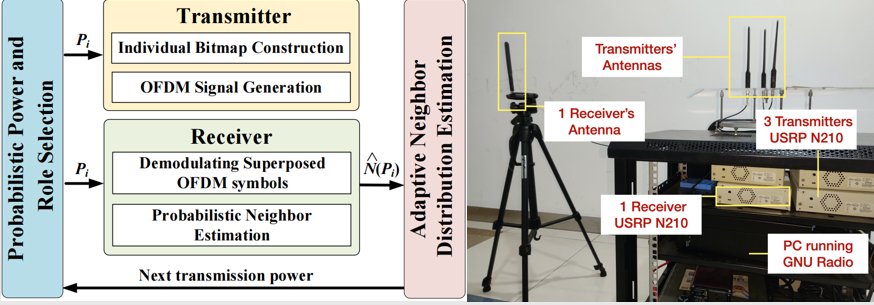 Probabilistic Power and
Role Selection
P_i
Transmitter
Individual Bitmap Construction
OFDM Signal Generation
P_i
Receiver
Demodulating Superposed
OFDM symbols
Probabilistic Neighbor
Estimation
N̂(P_i)
Adaptive Neighbor
Distribution Estimation
Next transmission power
Transmitters'
Antennas
1 Receiver's
Antenna
3 Transmitters
USRP N210
1 Receiver
USRP N210
PC running
GNU Radio